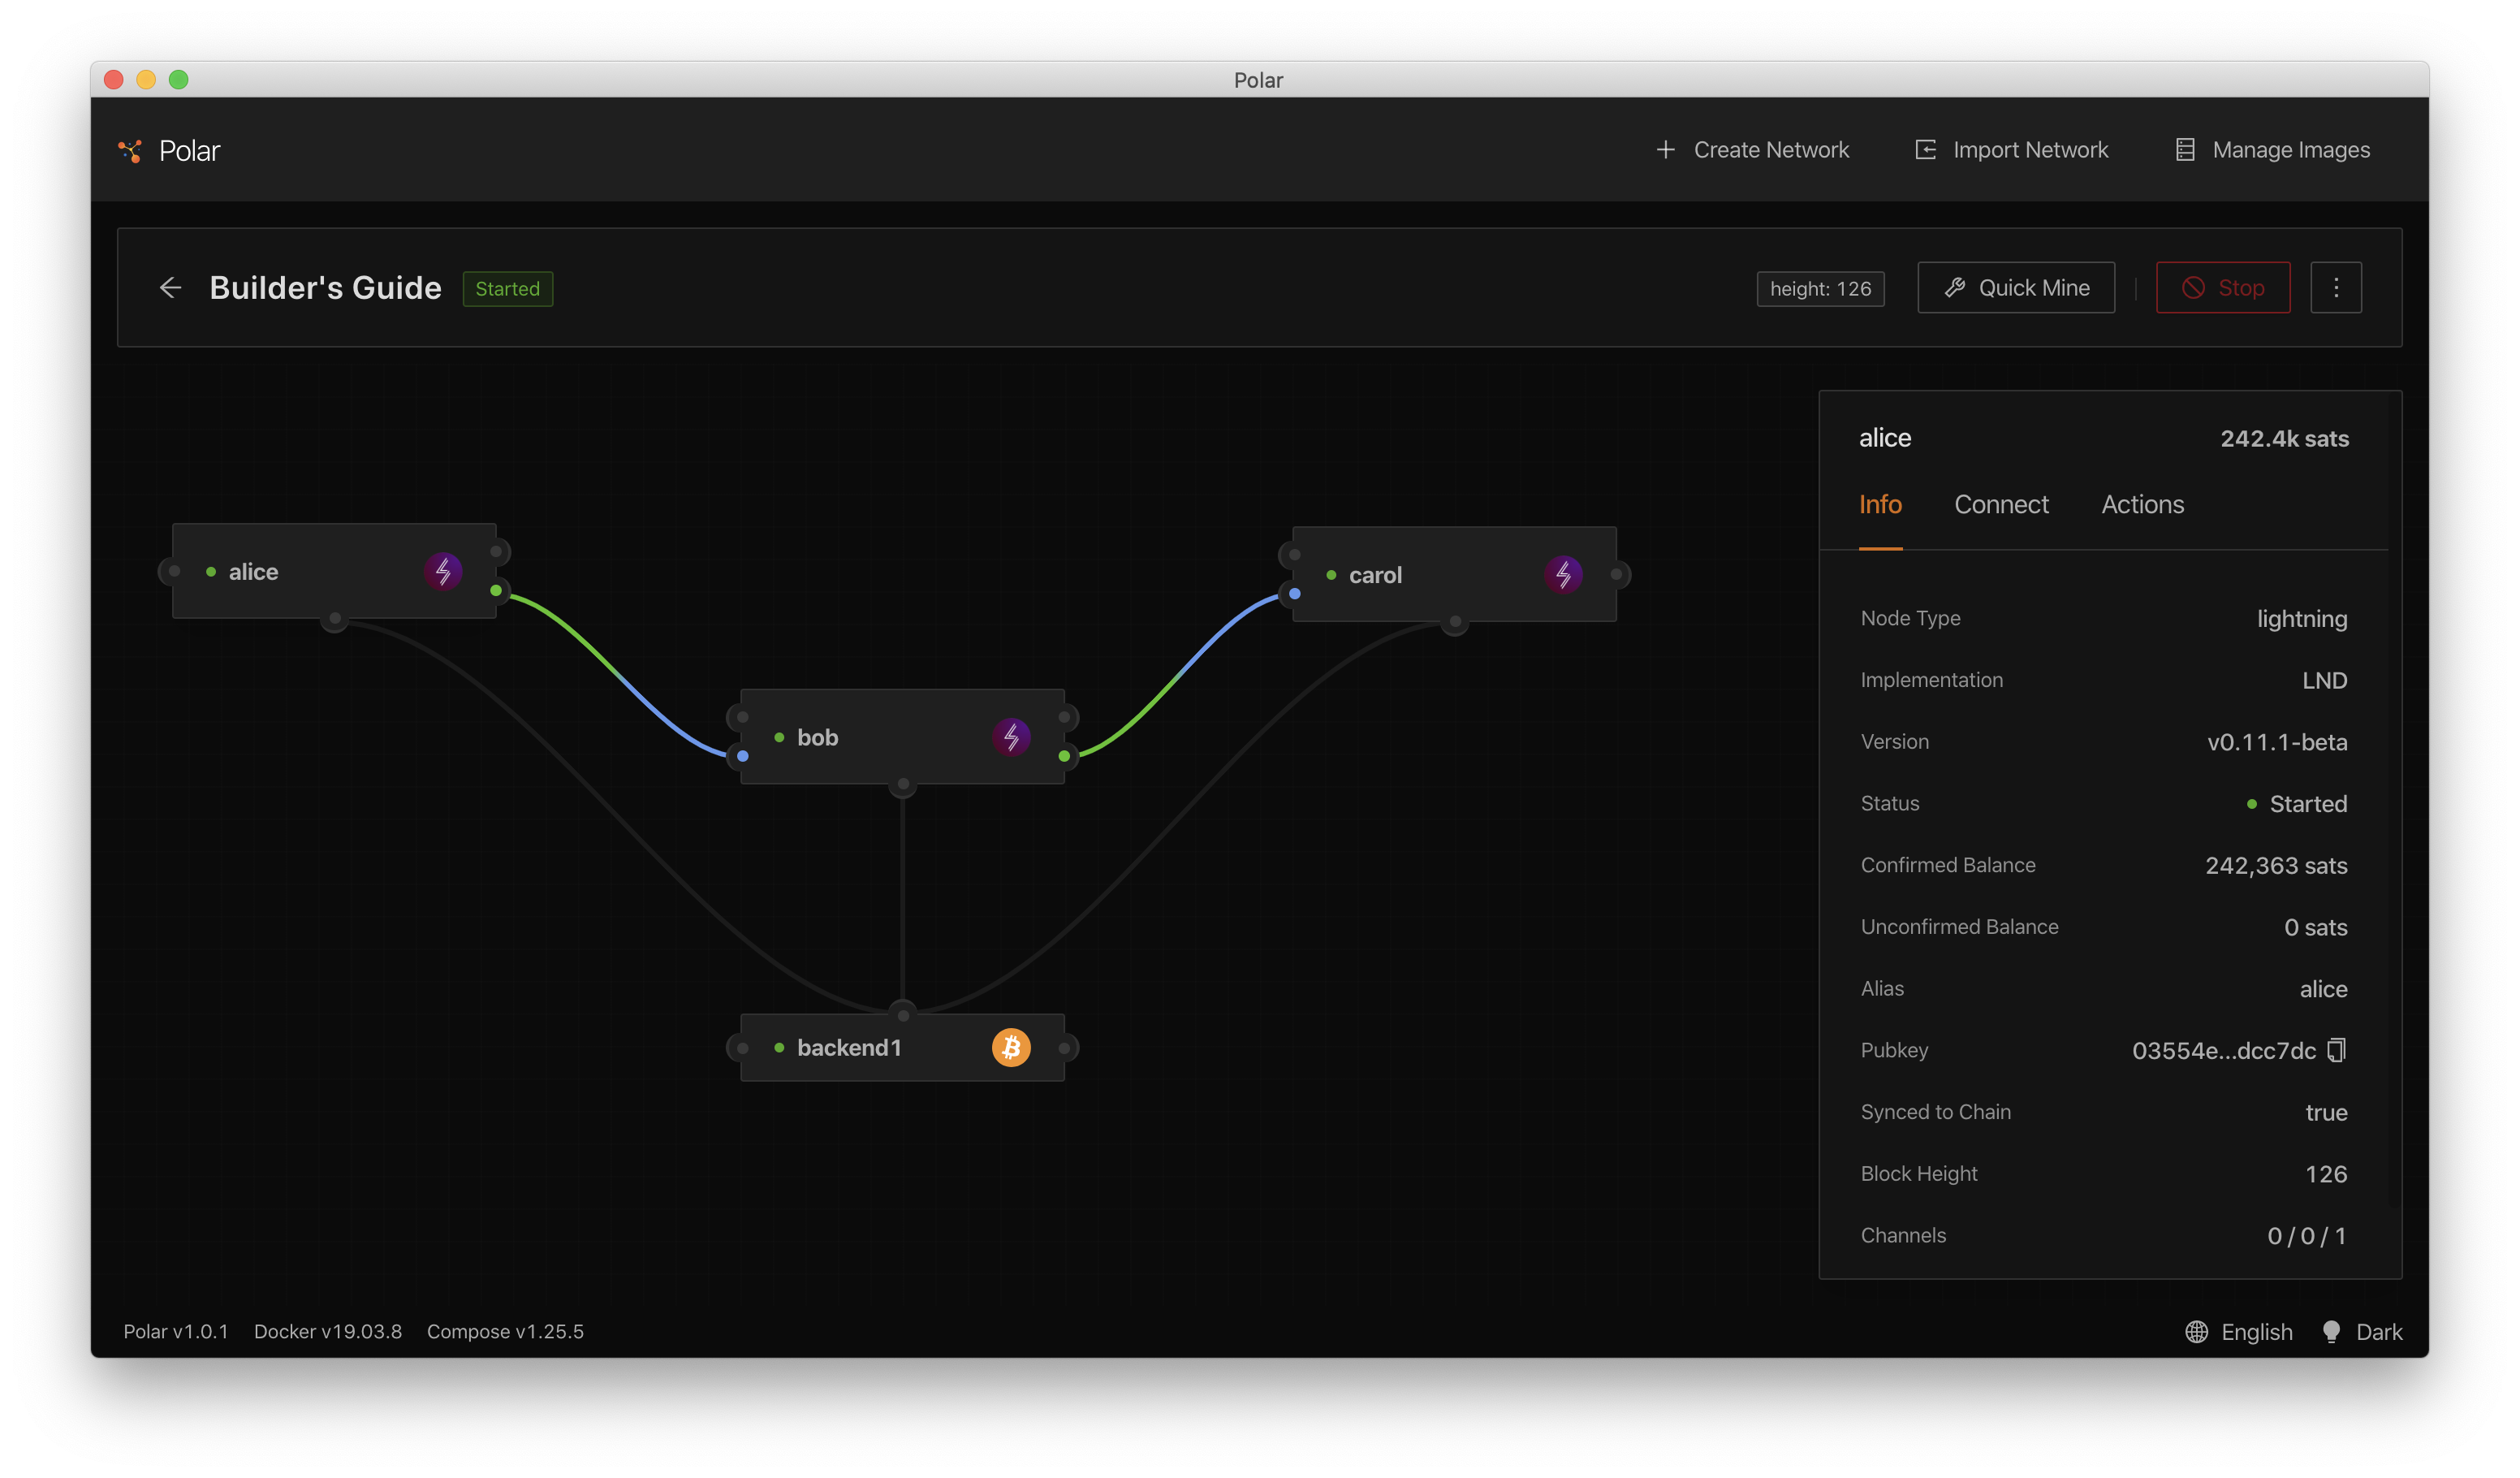 Polar
Polar
Create Network
Import Network
Manage Images
Builder's Guide
Started
height: 126
Quick Mine
Stop
alice
242.4k sats
Info
Connect
Actions
alice
carol
bob
backend1
Node Type
lightning
Implementation
LND
Version
v0.11.1-beta
Status
Started
Confirmed Balance
242,363 sats
Unconfirmed Balance
0 sats
Alias
alice
Pubkey
03554e...dcc7dc
Synced to Chain
true
Block Height
126
Channels
0 / 0 / 1
Polar v1.0.1
Docker v19.03.8
Compose v1.25.5
English
Dark